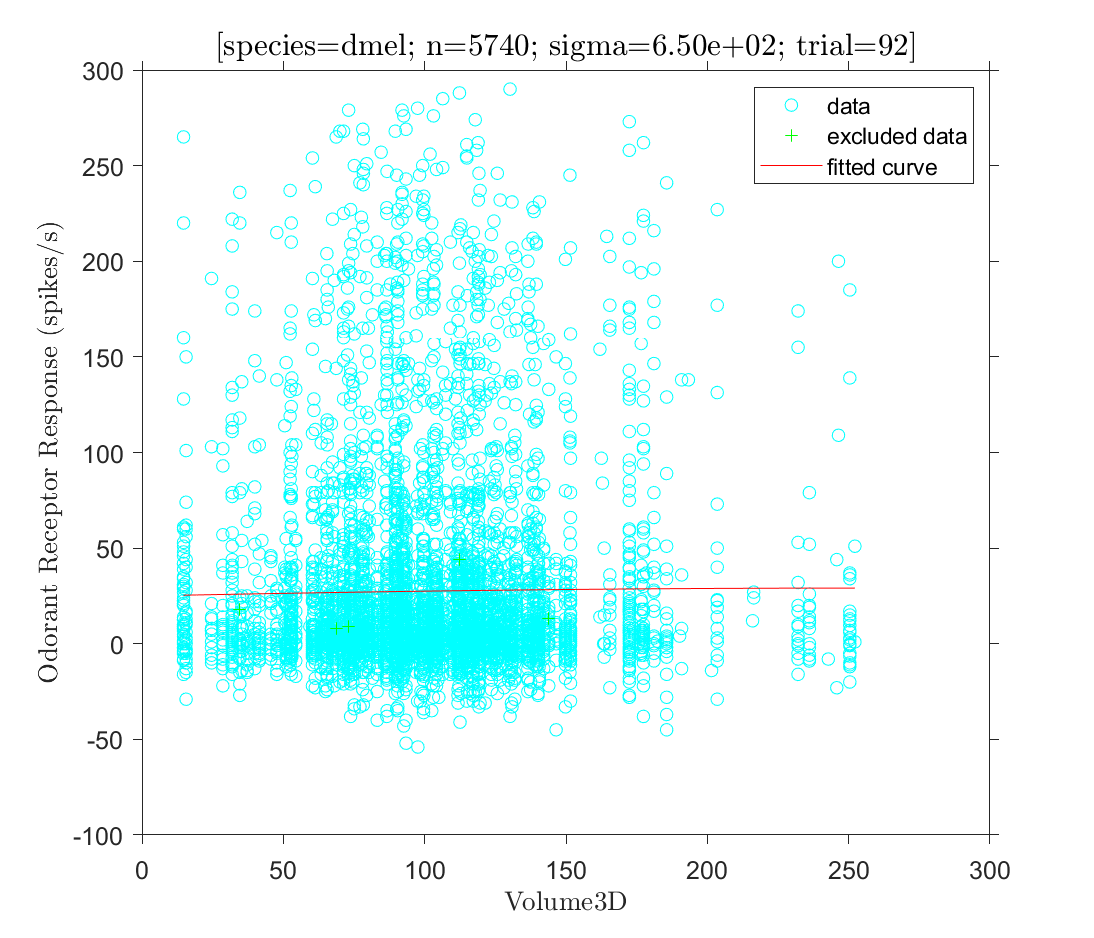 [species=dmel; n=5740; sigma=6.50e+02; trial=92]
300
250
200
150
100
50
0
-50
-100
Odorant Receptor Response (spikes/s)
data
excluded data
fitted curve
0 50 100 150 200 250 300
Volume3D